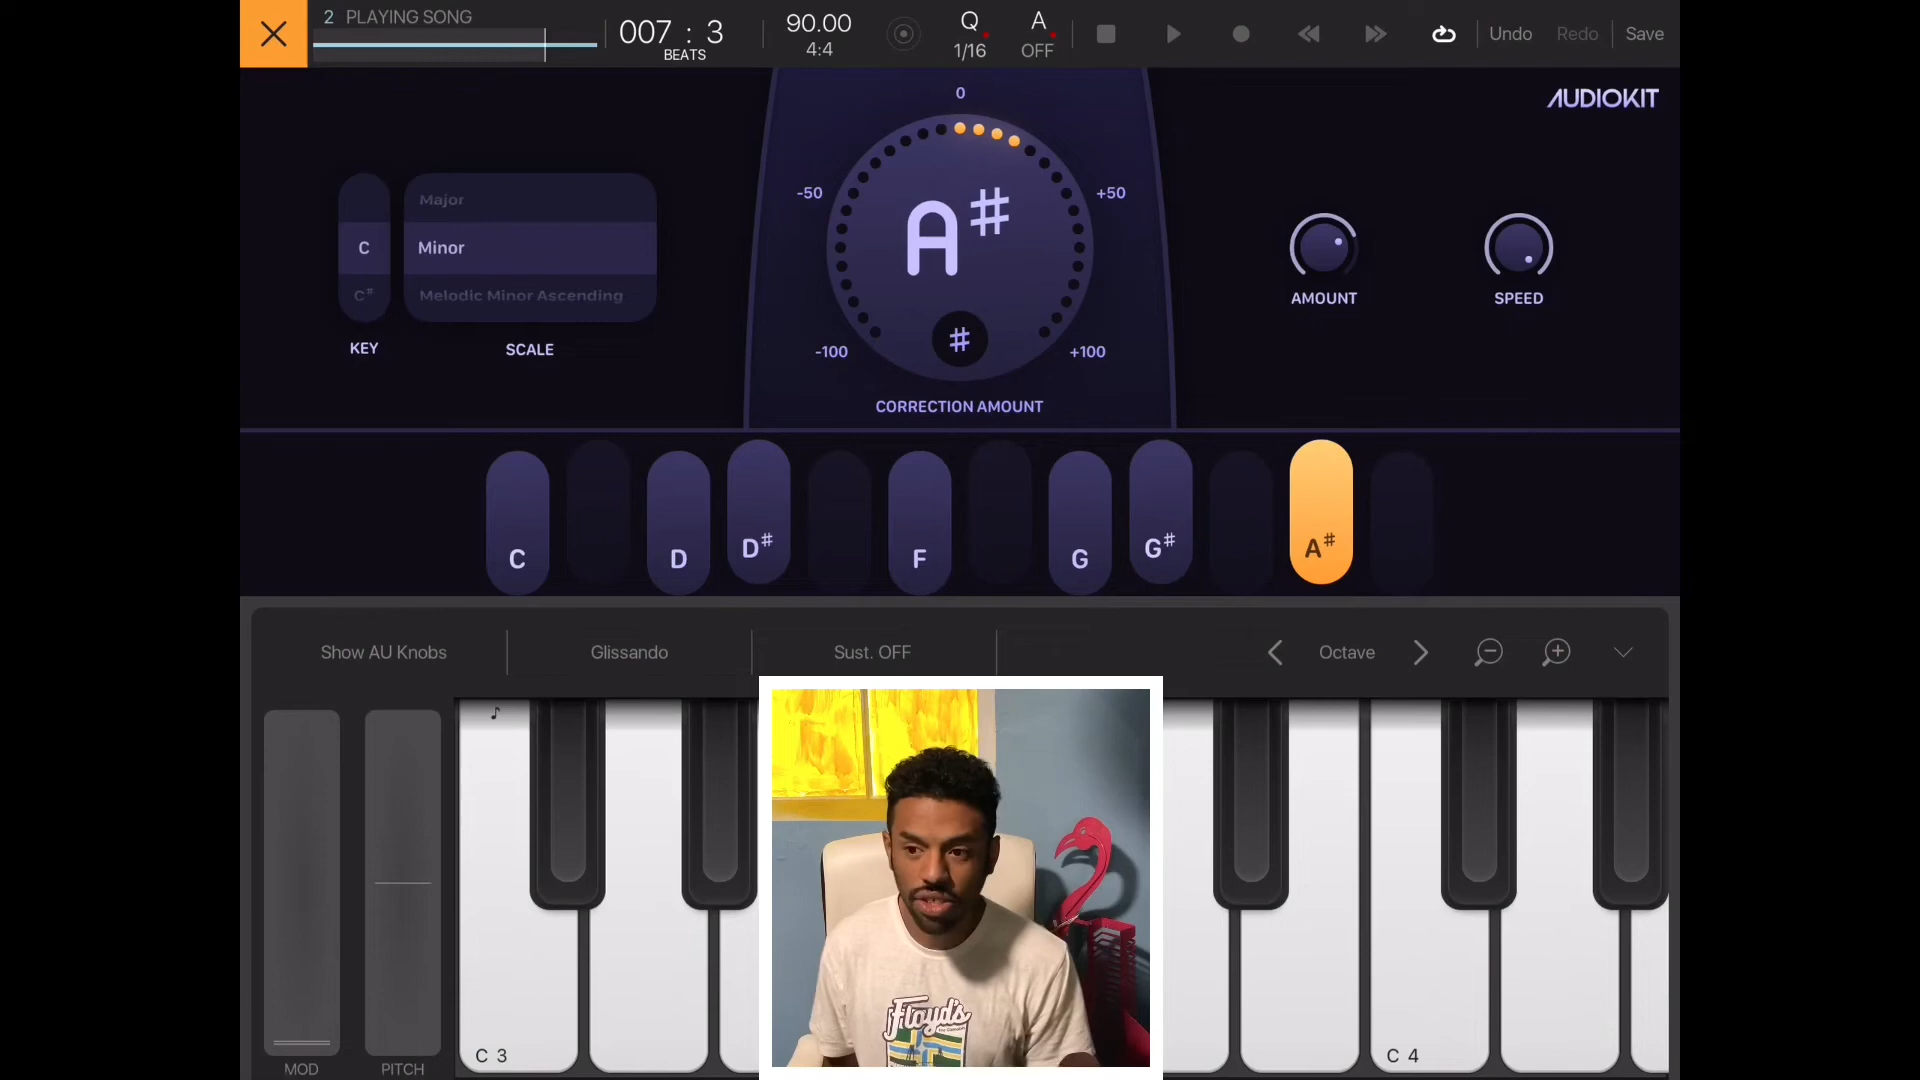 2 PLAYING SONG
007 : 3
BEATS
90.00
4:4
Q
1/16
A
OFF
Undo
Redo
Save
AUDIOKIT
0
-50
+50
-100
+100
A#
#
CORRECTION AMOUNT
C
C#
KEY
Major
Minor
Melodic Minor Ascending
SCALE
AMOUNT
SPEED
C
D
D#
F
G
G#
A#
Show AU Knobs
Glissando
Sust. OFF
Octave
MOD
PITCH
C 3
C 4
Floyd's